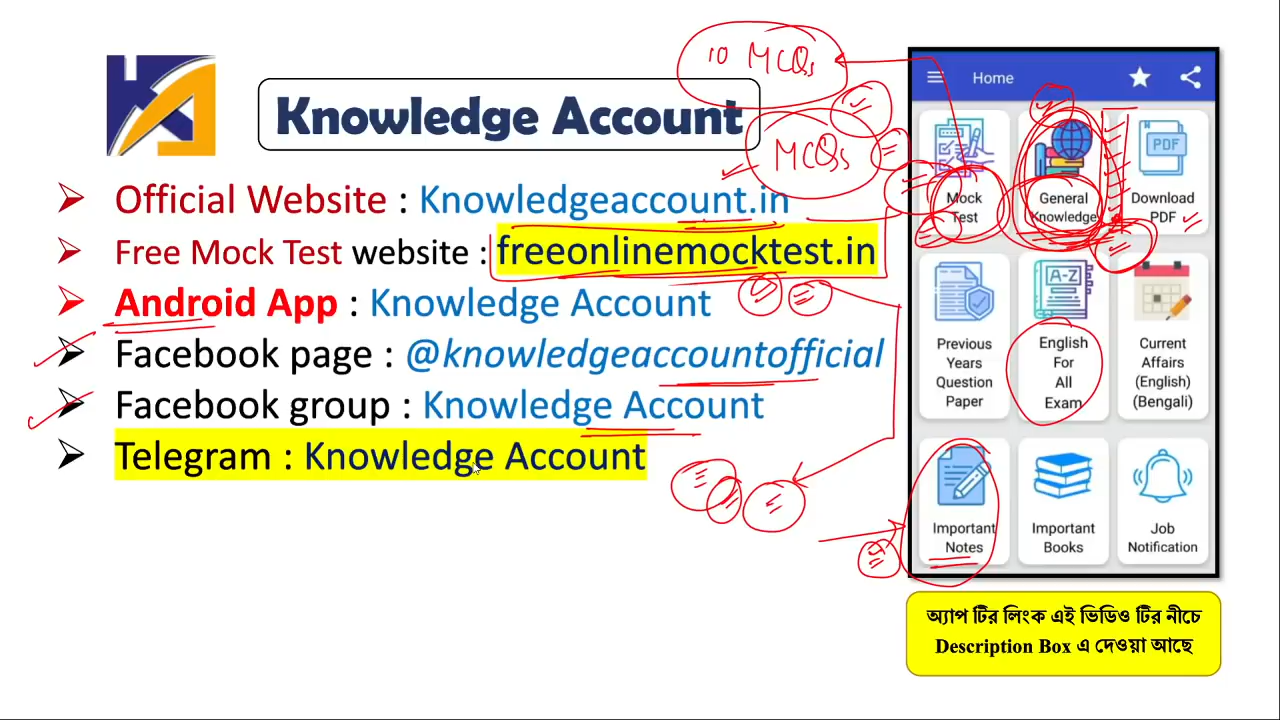 10 MCQs
Knowledge Account
MCQs
Official Website : Knowledgeaccount.in
Free Mock Test website : freeonlinemocktest.in
Android App : Knowledge Account
Facebook page : @knowledgeaccountofficial
Facebook group : Knowledge Account
Telegram : Knowledge Account
Home
Mock
Test
General
Knowledge
PDF
Download
PDF
Previous
Years
Question
Paper
A-Z
English
For
All
Exam
Current
Affairs
(English)
(Bengali)
Important
Notes
Important
Books
Job
Notification
অ্যাপ টির লিংক এই ভিডিও টির নীচে
Description Box এ দেওয়া আছে